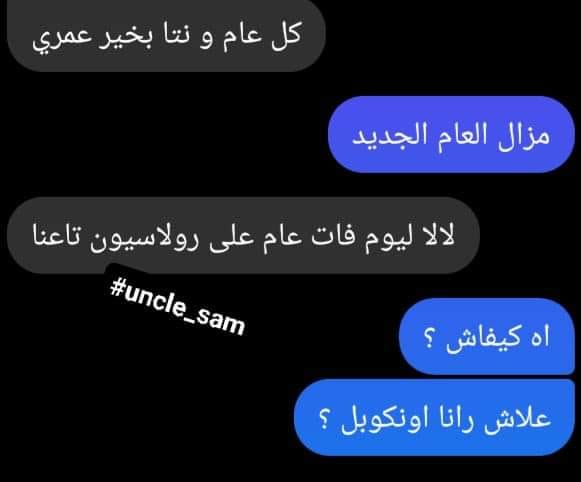 كل عام و نتا بخير عمري
مزال العام الجديد
لالا ليوم فات عام على رولاسيون تاعنا
#uncle_sam
اه كيفاش ؟
علاش رانا اونكوبل ؟